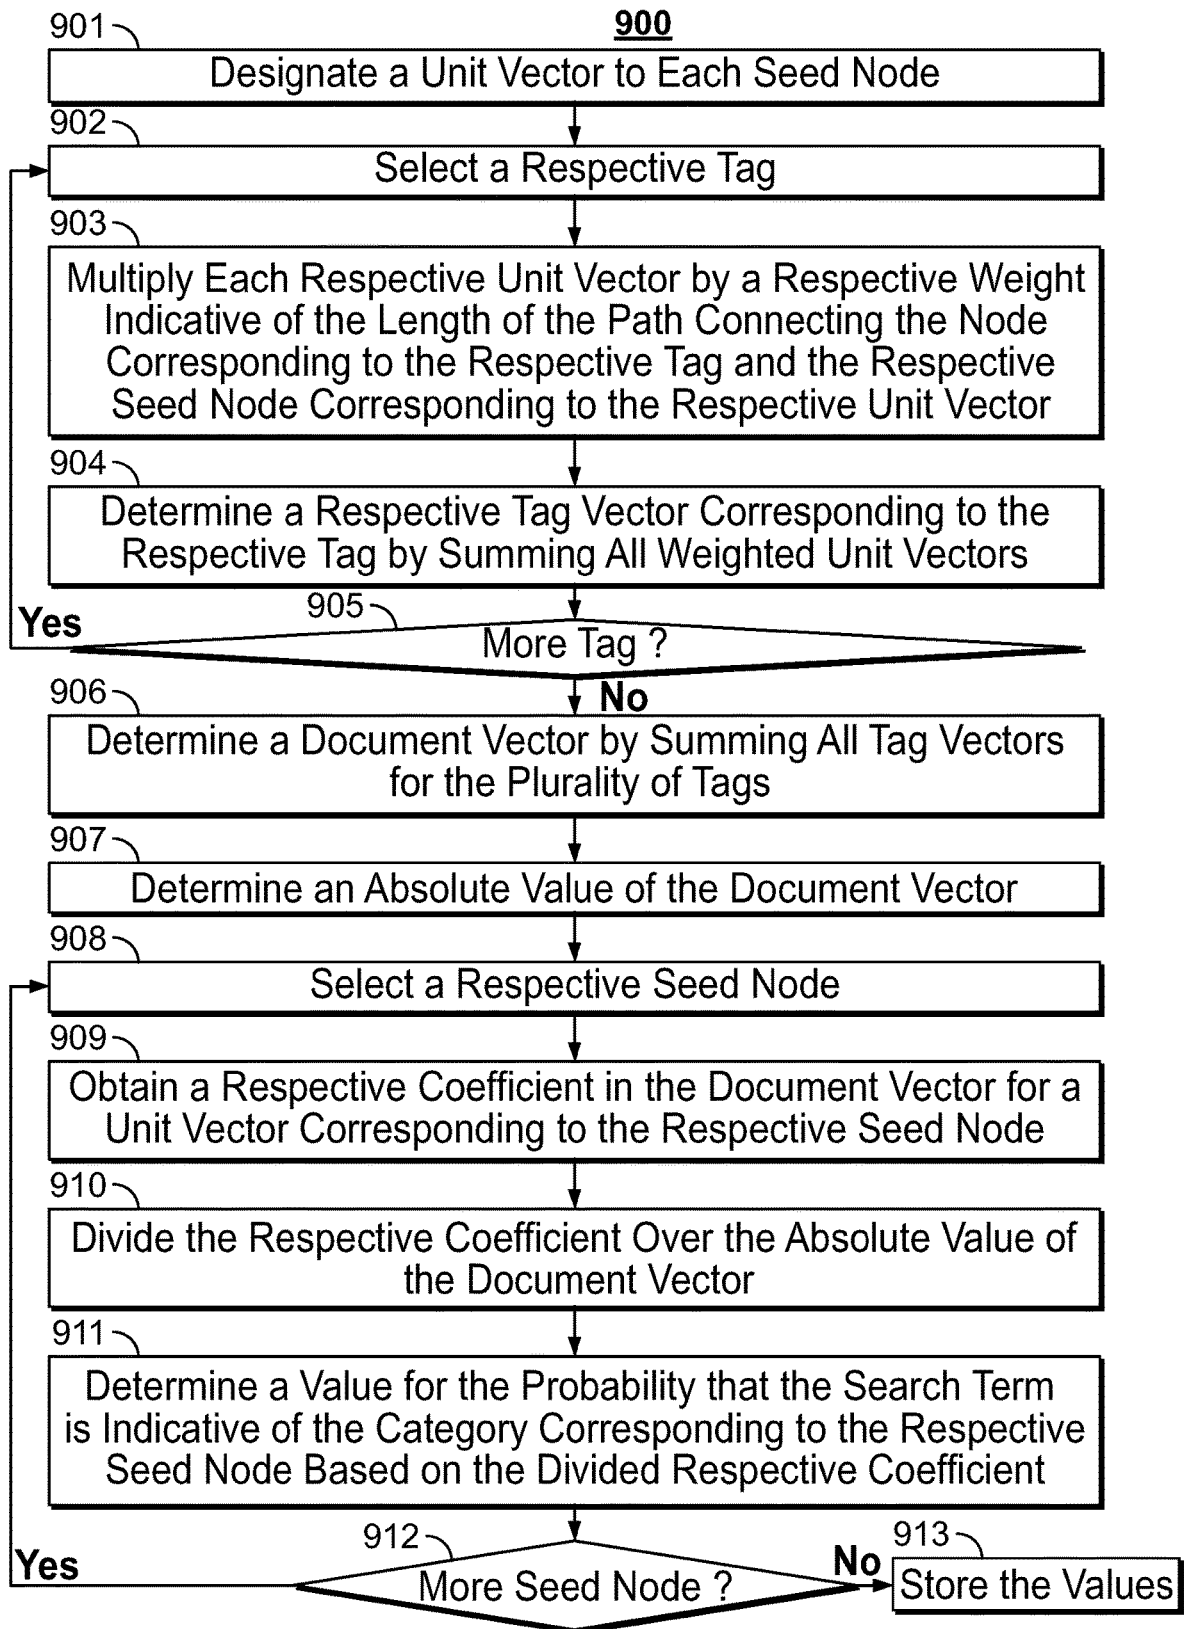 900
901
Designate a Unit Vector to Each Seed Node
902
Select a Respective Tag
903
Multiply Each Respective Unit Vector by a Respective Weight
Indicative of the Length of the Path Connecting the Node
Corresponding to the Respective Tag and the Respective
Seed Node Corresponding to the Respective Unit Vector
904
Determine a Respective Tag Vector Corresponding to the
Respective Tag by Summing All Weighted Unit Vectors
905
Yes
More Tag ?
No
906
Determine a Document Vector by Summing All Tag Vectors
for the Plurality of Tags
907
Determine an Absolute Value of the Document Vector
908
Select a Respective Seed Node
909
Obtain a Respective Coefficient in the Document Vector for a
Unit Vector Corresponding to the Respective Seed Node
910
Divide the Respective Coefficient Over the Absolute Value of
the Document Vector
911
Determine a Value for the Probability that the Search Term
is Indicative of the Category Corresponding to the Respective
Seed Node Based on the Divided Respective Coefficient
912
Yes
More Seed Node ?
No
913
Store the Values